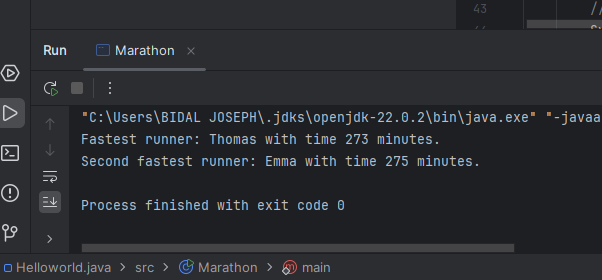 43
//
Run Marathon
"C:\Users\BIDAL JOSEPH\.jdks\openjdk-22.0.2\bin\java.exe" "-javaa
Fastest runner: Thomas with time 273 minutes.
Second fastest runner: Emma with time 275 minutes.
Process finished with exit code 0
Helloworld.java > src > Marathon > main